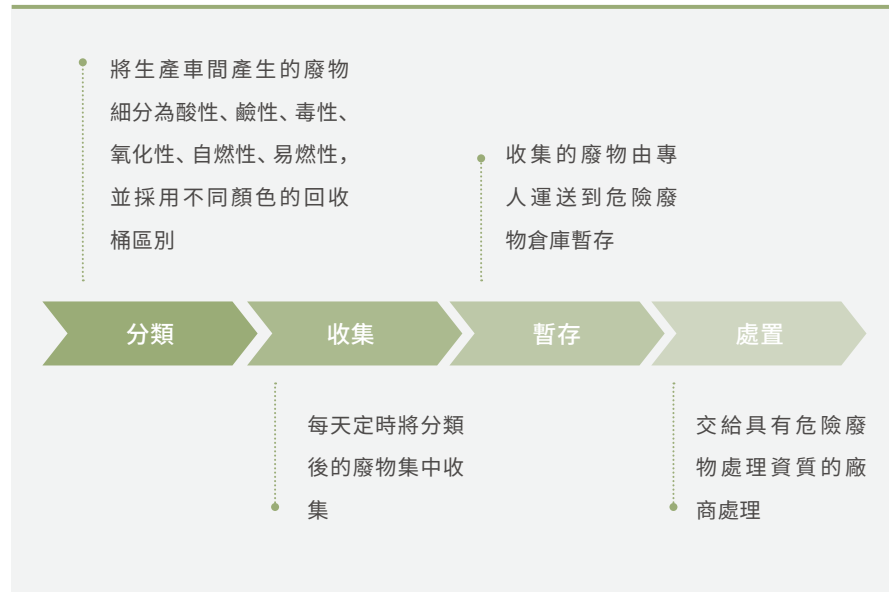 將生產車間產生的廢物
細分為酸性、鹼性、毒性、
氧化性、自燃性、易燃性，
並採用不同顏色的回收
桶區別
收集的廢物由專
人運送到危險廢
物倉庫暫存
分類
收集
暫存
處置
每天定時將分類
後的廢物集中收
集
交給具有危險廢
物處理資質的廠
商處理